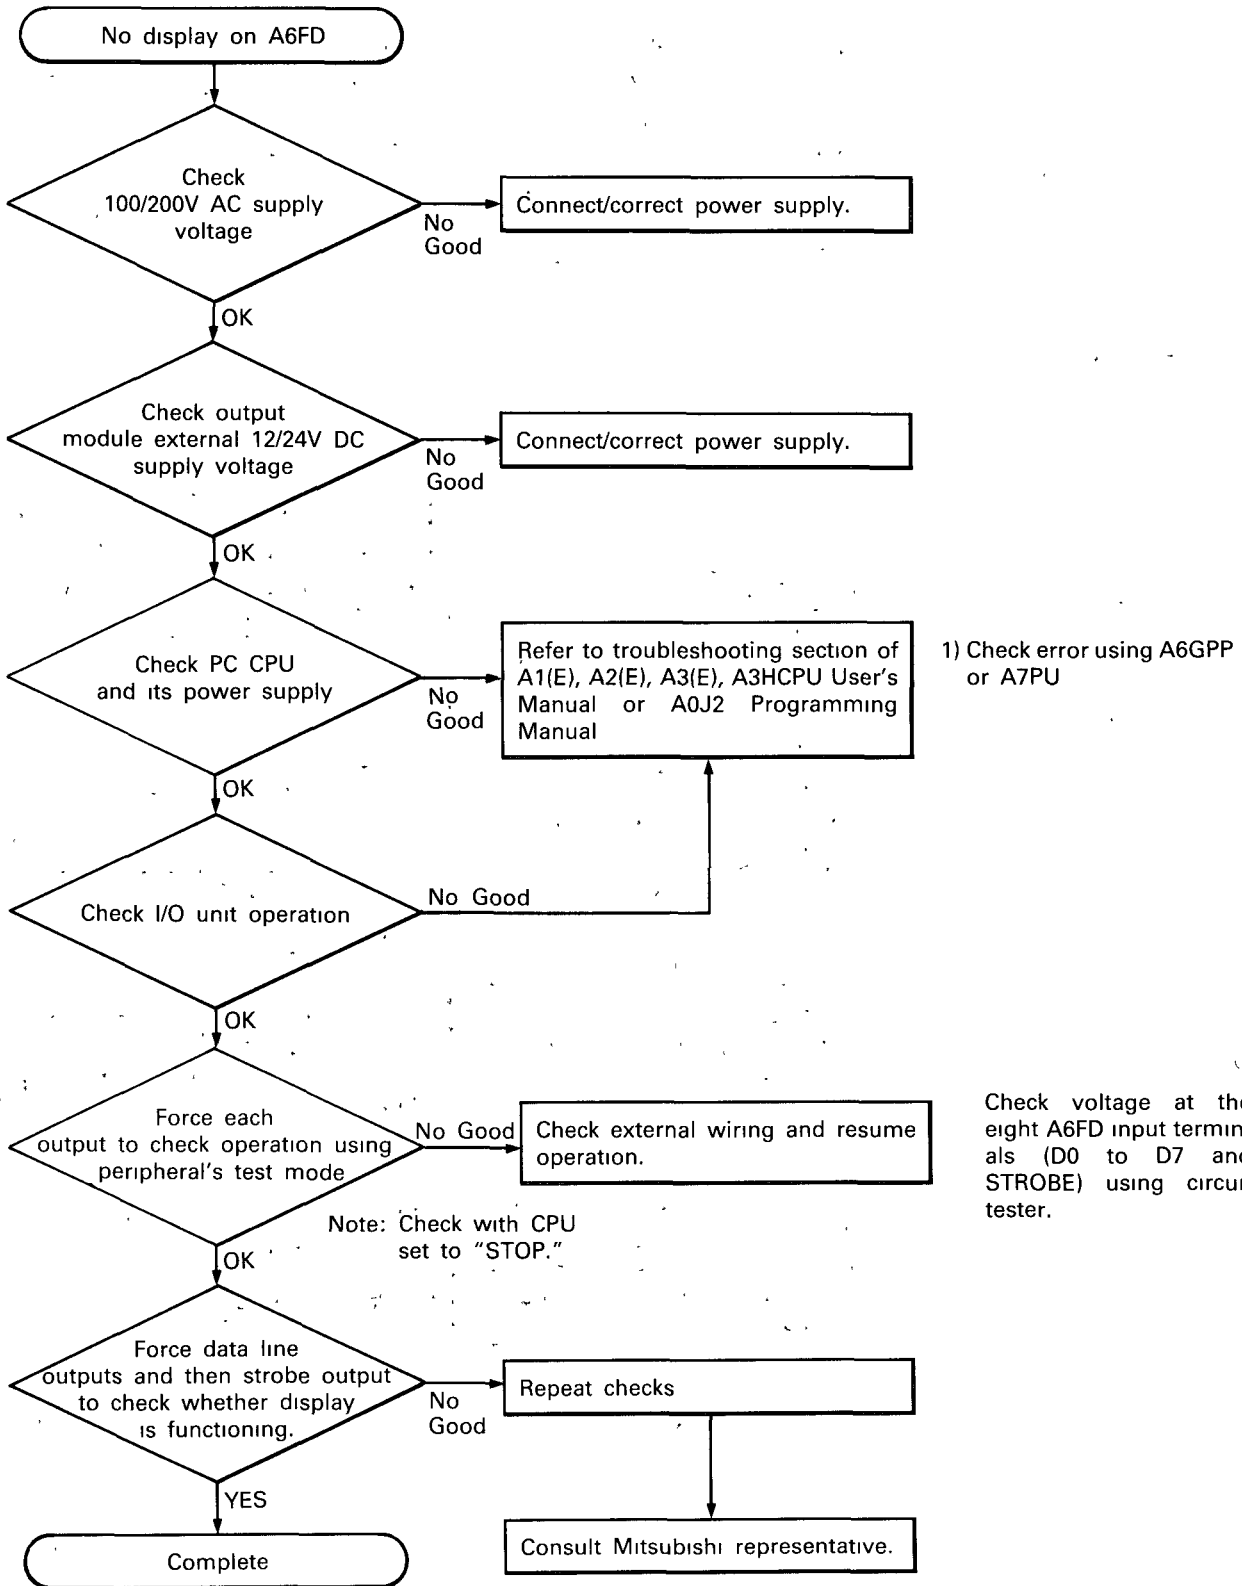 No display on A6FD
Check
100/200V AC supply
voltage
No
Good
Connect/correct power supply.
OK
Check output
module external 12/24V DC
supply voltage
No
Good
Connect/correct power supply.
OK
Check PC CPU
and its power supply
No
Good
Refer to troubleshooting section of
A1(E), A2(E), A3(E), A3HCPU User's
Manual or A0J2 Programming
Manual
1) Check error using A6GPP
or A7PU
OK
Check I/O unit operation
No Good
OK
Force each
output to check operation using
peripheral's test mode
No Good
Check external wiring and resume
operation.
Check voltage at the
eight A6FD input termin
als (D0 to D7 and
STROBE) using circui
tester.
Note: Check with CPU
set to "STOP."
OK
Force data line
outputs and then strobe output
to check whether display
is functioning.
No
Good
Repeat checks
YES
Complete
Consult Mitsubishi representative.